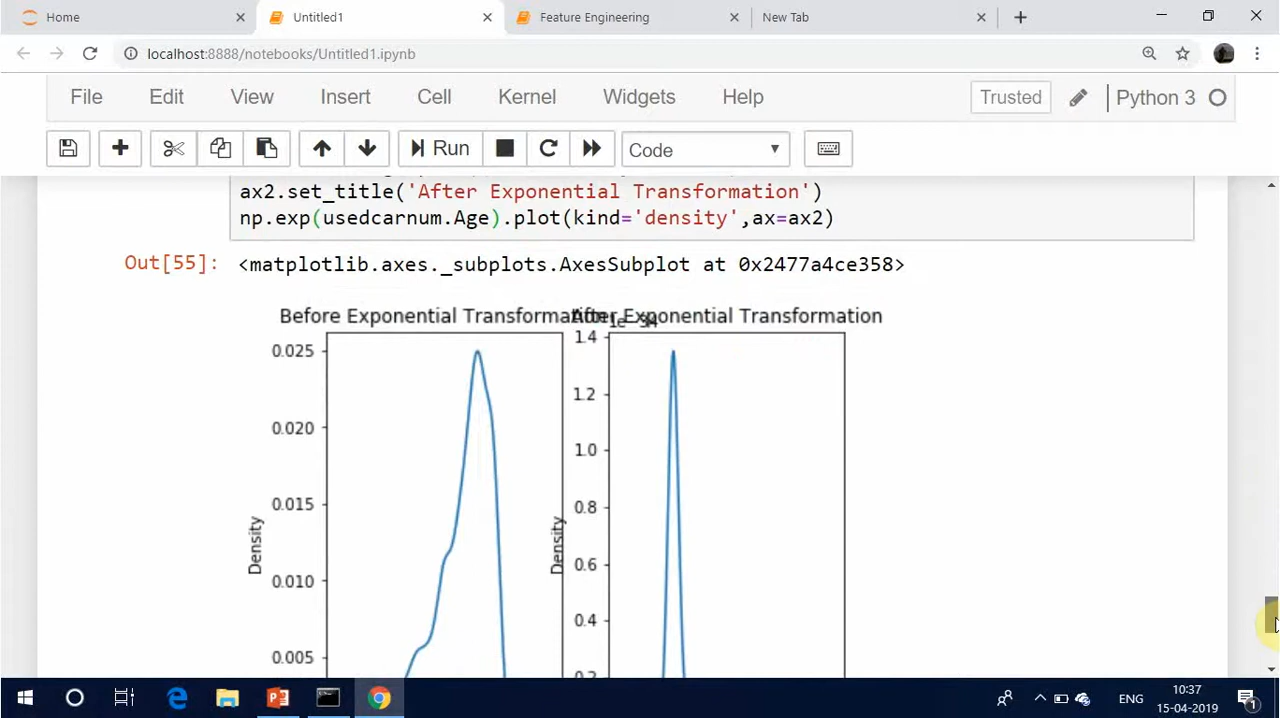 Home
Untitled1
Feature Engineering
New Tab
localhost:8888/notebooks/Untitled1.ipynb
File Edit View Insert Cell Kernel Widgets Help
Trusted
Python 3
Run
Code
ax2.set_title('After Exponential Transformation')
np.exp(usedcarnum.Age).plot(kind='density',ax=ax2)
Out[55]: <matplotlib.axes._subplots.AxesSubplot at 0x2477a4ce358>
Before Exponential Transformation
After Exponential Transformation
0.025
0.020
0.015
0.010
0.005
Density
1.4
1.2
1.0
0.8
0.6
0.4
Density
ENG
10:37
15-04-2019
1